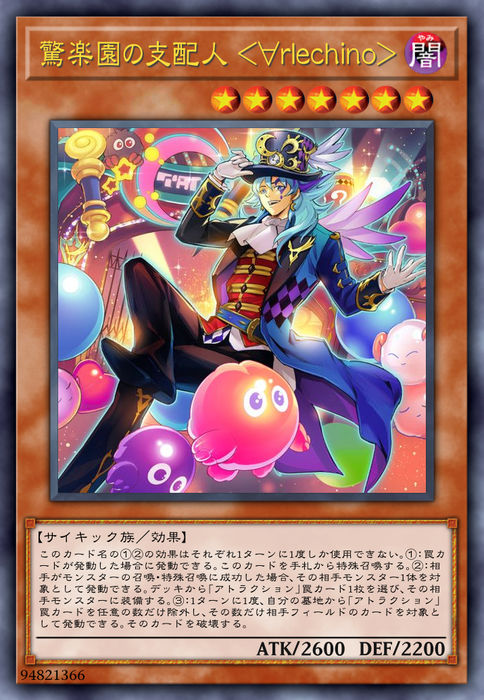 驚楽園の支配人 <∀rlechino>
やみ
闇
【サイキック族/効果】
このカード名の①②の効果はそれぞれ1ターンに1度しか使用できない。①:罠カ
ードが発動した場合に発動できる。このカードを手札から特殊召喚する。②:相
手がモンスターの召喚・特殊召喚に成功した場合、その相手モンスター1体を対
象として発動できる。デッキから「アトラクション」罠カード1枚を選び、その相
手モンスターに装備する。③:1ターンに1度、自分の墓地から「アトラクション」
罠カードを任意の数だけ除外し、その数だけ相手フィールドのカードを対象と
して発動できる。そのカードを破壊する。
ATK/2600 DEF/2200
94821366